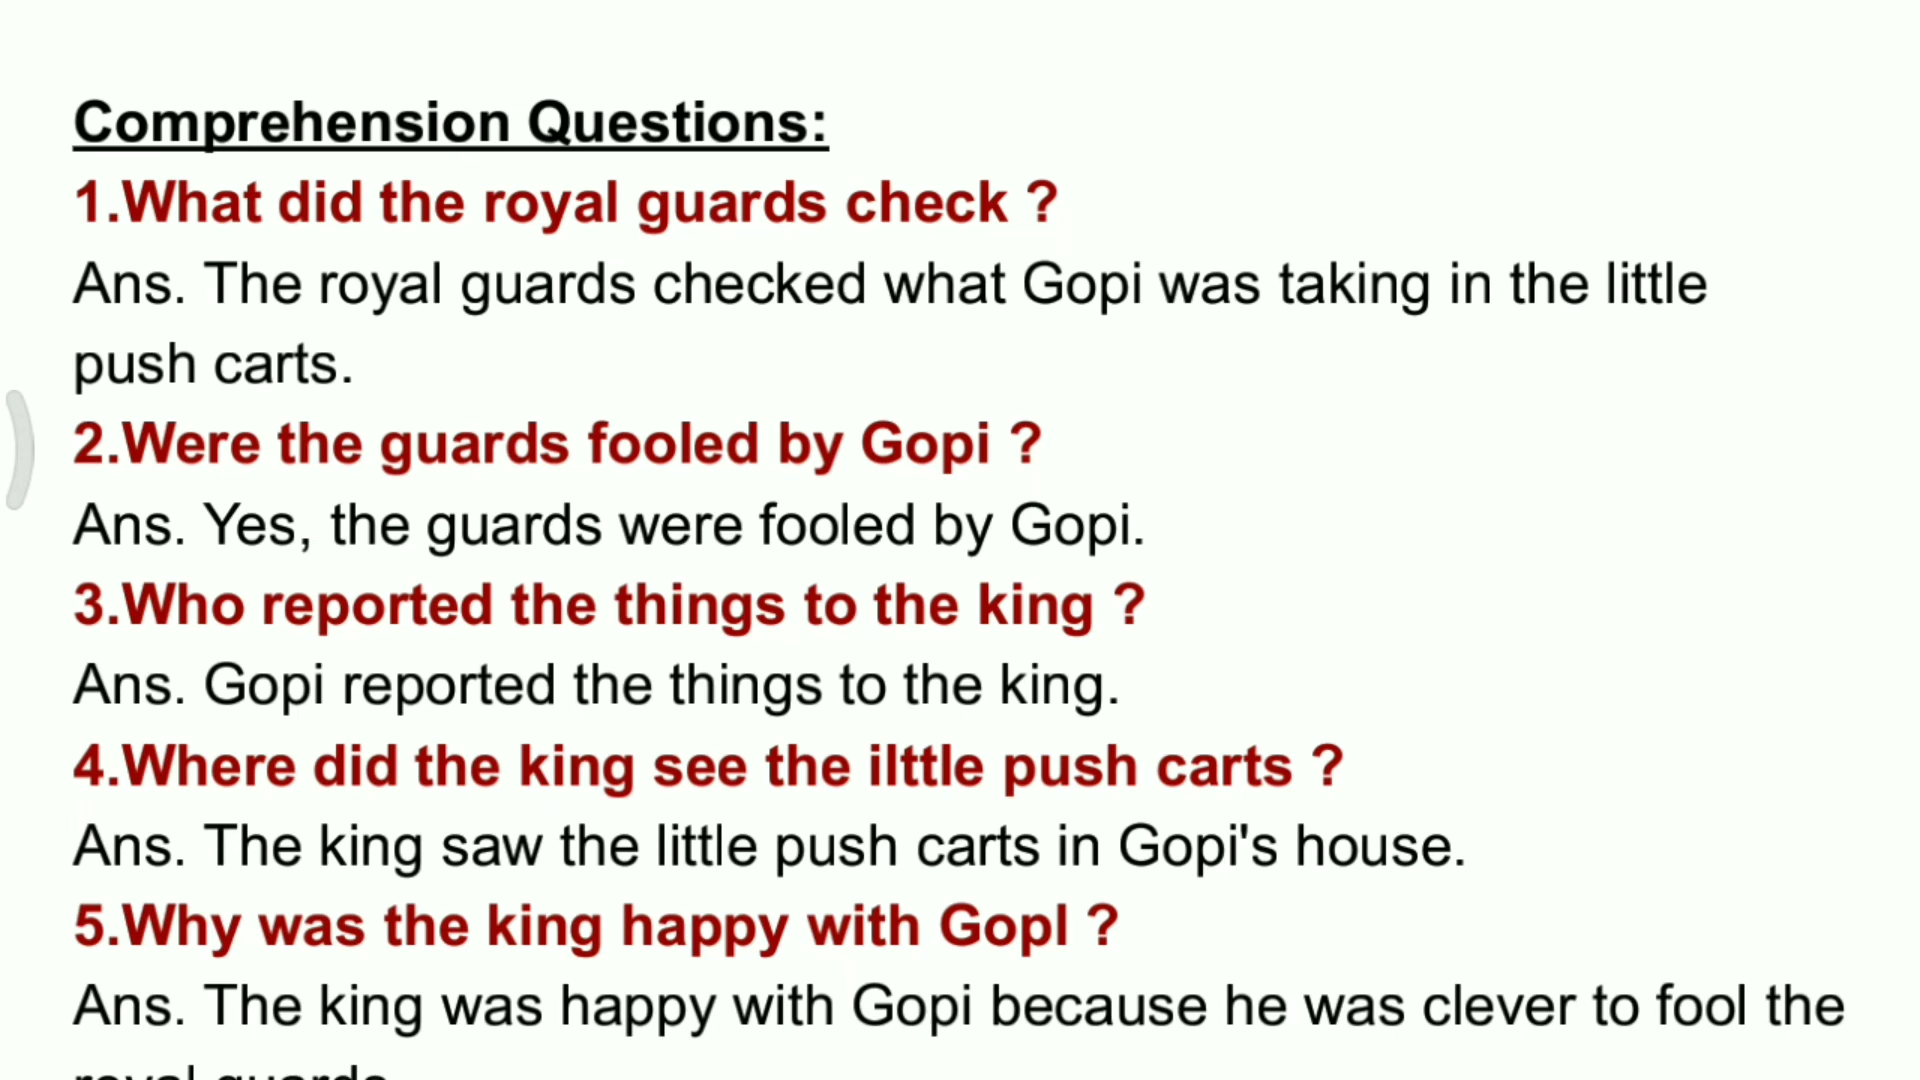 Comprehension Questions:
1.What did the royal guards check ?
Ans. The royal guards checked what Gopi was taking in the little
push carts.
2.Were the guards fooled by Gopi ?
Ans. Yes, the guards were fooled by Gopi.
3.Who reported the things to the king ?
Ans. Gopi reported the things to the king.
4.Where did the king see the ilttle push carts ?
Ans. The king saw the little push carts in Gopi's house.
5.Why was the king happy with Gopl ?
Ans. The king was happy with Gopi because he was clever to fool the
royal guards